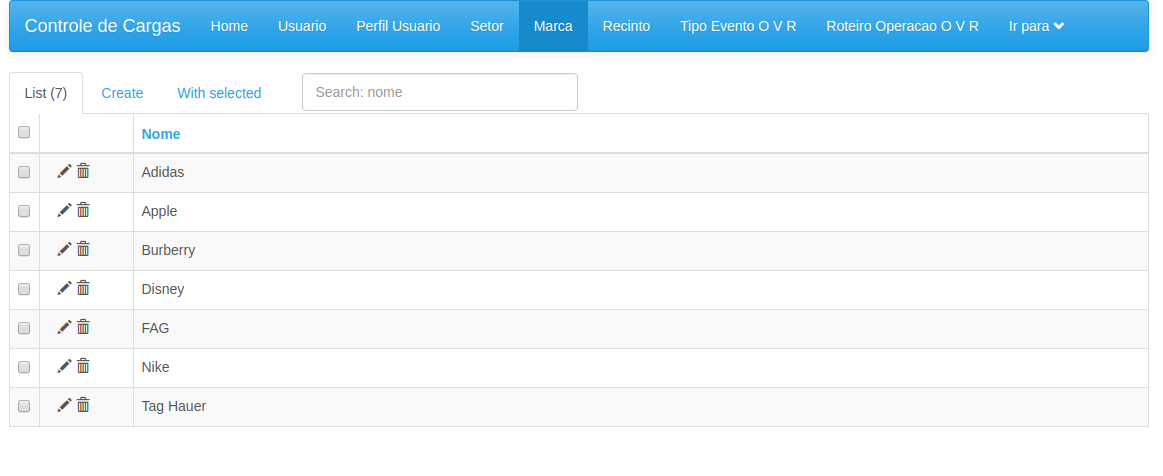 Controle de Cargas Home Usuario Perfil Usuario Setor Marca Recinto Tipo Evento O V R Roteiro Operacao O V R Ir para
List (7) Create With selected Search: nome
Nome
Adidas
Apple
Burberry
Disney
FAG
Nike
Tag Hauer